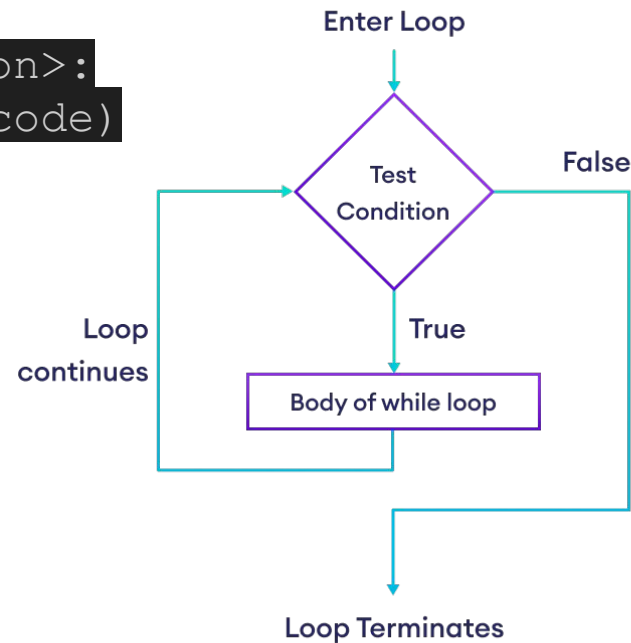 Enter Loop
on>:
code)
Test
Condition
False
Loop
continues
True
Body of while loop
Loop Terminates